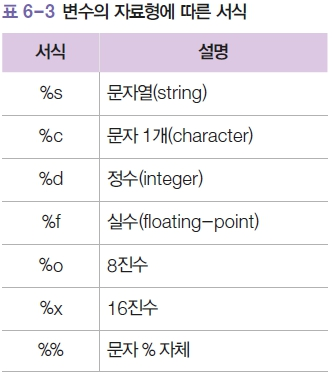 표 6-3 변수의 자료형에 따른 서식
서식 설명
%s 문자열(string)
%c 문자 1개(character)
%d 정수(integer)
%f 실수(floating-point)
%o 8진수
%x 16진수
%% 문자 % 자체